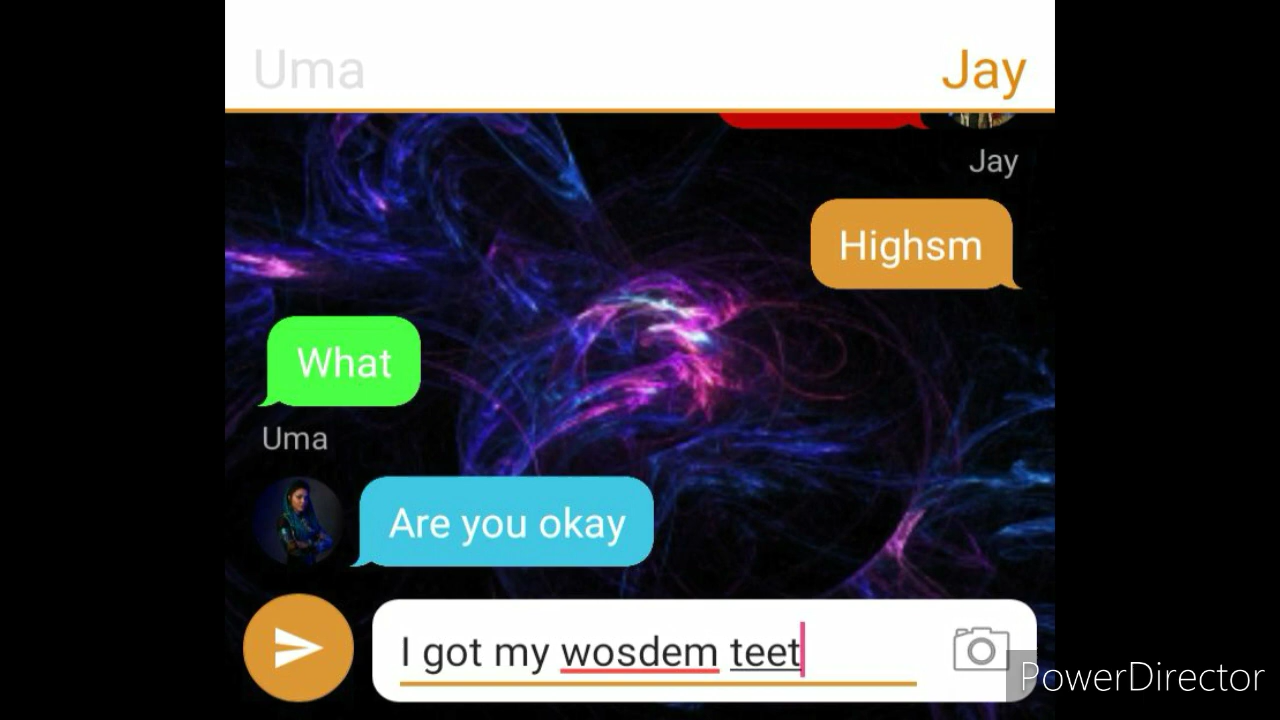 Uma
Jay
Jay
Highsm
What
Uma
Are you okay
I got my wosdem teet
PowerDirector